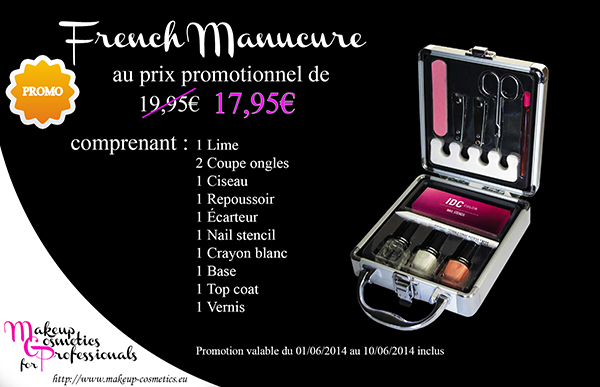 French Manucure
au prix promotionnel de
PROMO
19,95€ 17,95€
comprenant :
1 Lime
2 Coupe ongles
1 Ciseau
1 Repoussoir
1 Écarteur
1 Nail stencil
1 Crayon blanc
1 Base
1 Top coat
1 Vernis
IDC COLOR
NAIL STENCIL
Makeup
Cosmetics
for Professionals
http://www.makeup-cosmetics.eu
Promotion valable du 01/06/2014 au 10/06/2014 inclus